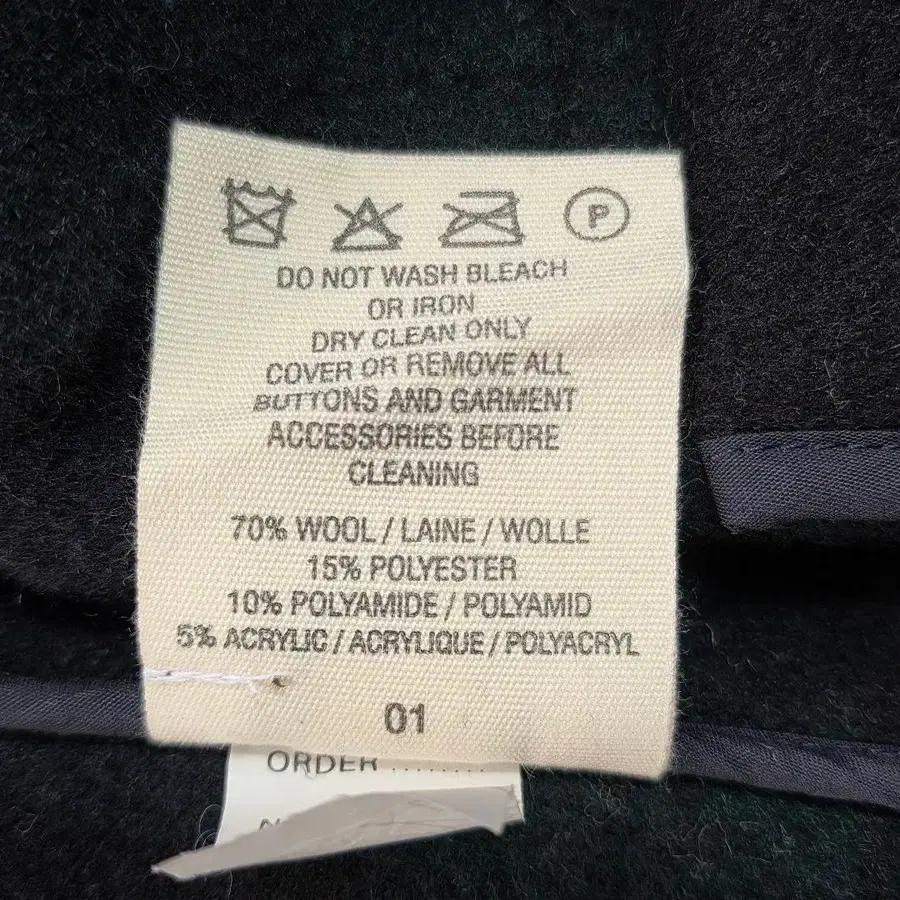 P
DO NOT WASH BLEACH
OR IRON
DRY CLEAN ONLY
COVER OR REMOVE ALL
BUTTONS AND GARMENT
ACCESSORIES BEFORE
CLEANING
70% WOOL / LAINE / WOLLE
15% POLYESTER
10% POLYAMIDE / POLYAMID
5% ACRYLIC / ACRYLIQUE / POLYACRYL
01
ORDER ........